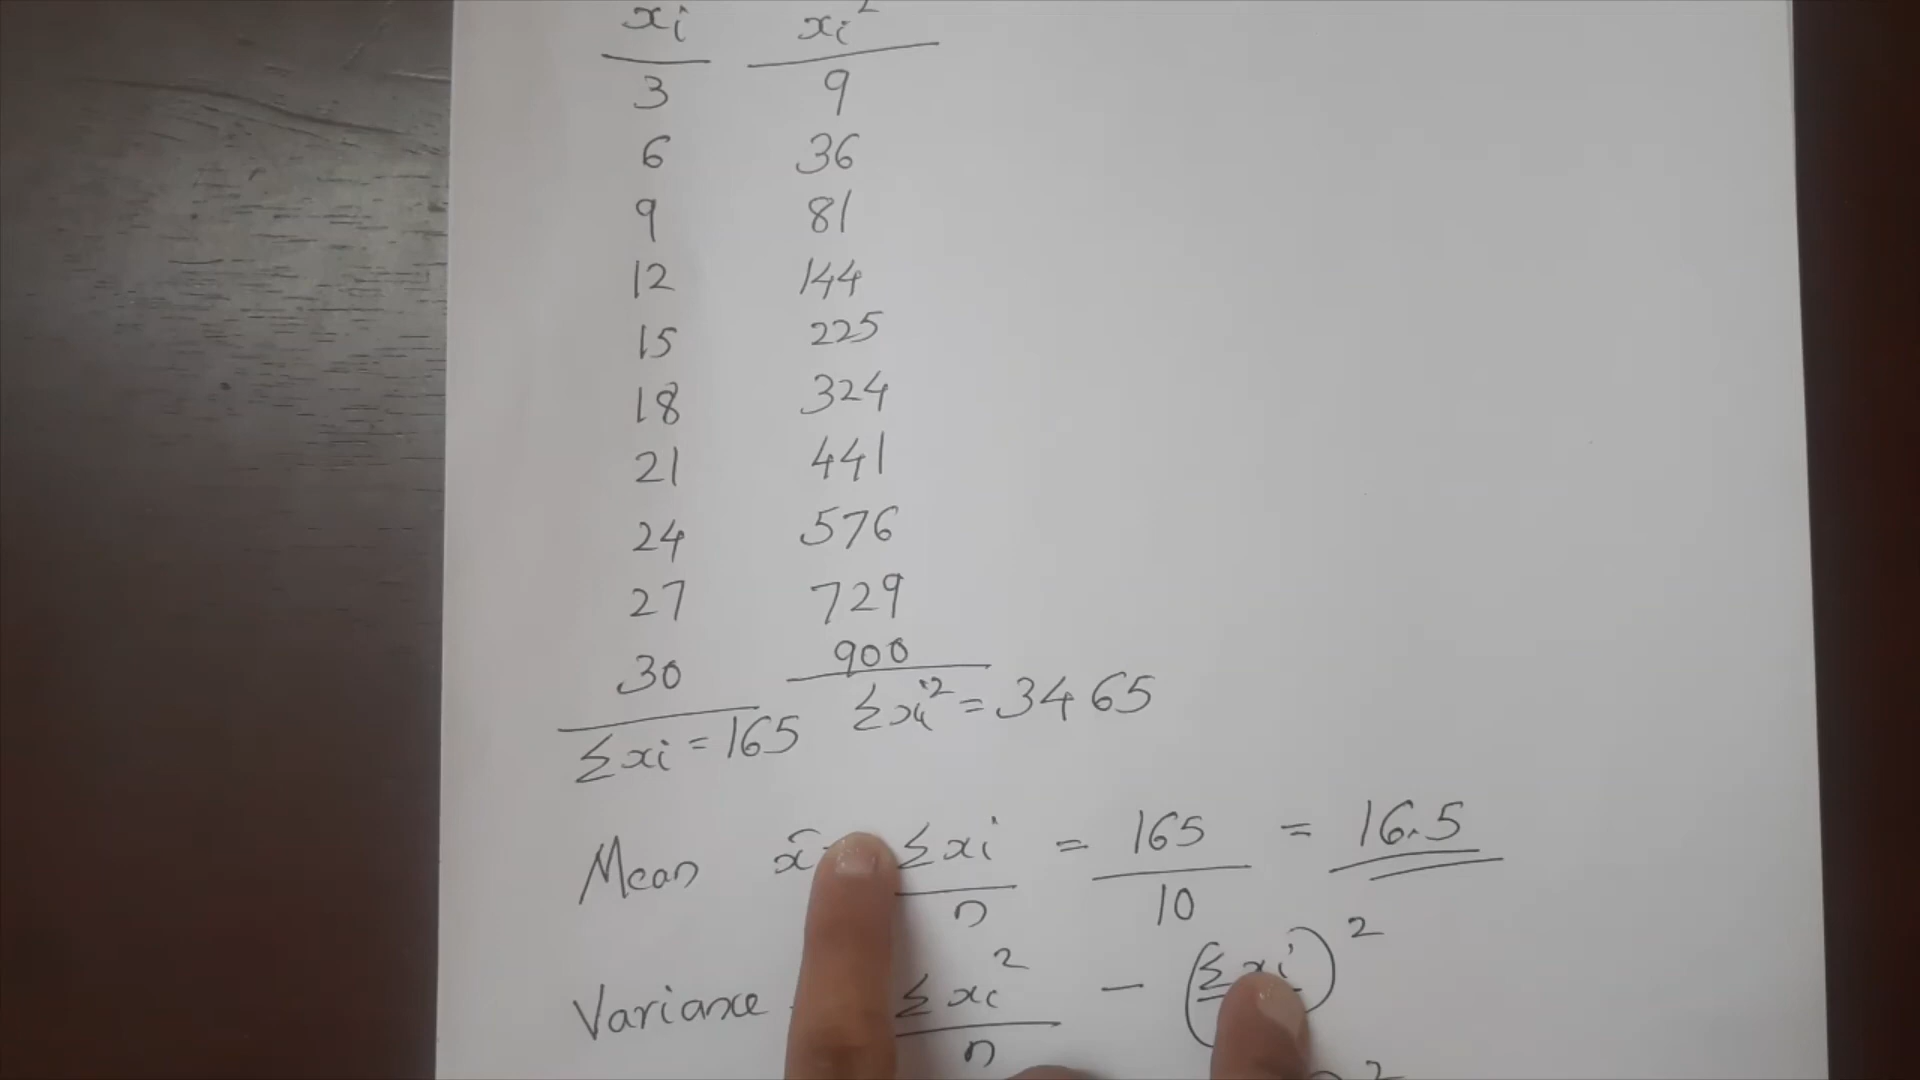 xi xi²
3 9
6 36
9 81
12 144
15 225
18 324
21 441
24 576
27 729
30 900
Σxi = 165 Σxi² = 3465
Mean x̄ = Σxi / n = 165 / 10 = 16.5
Variance Σxi² / n - (Σxi)²
2